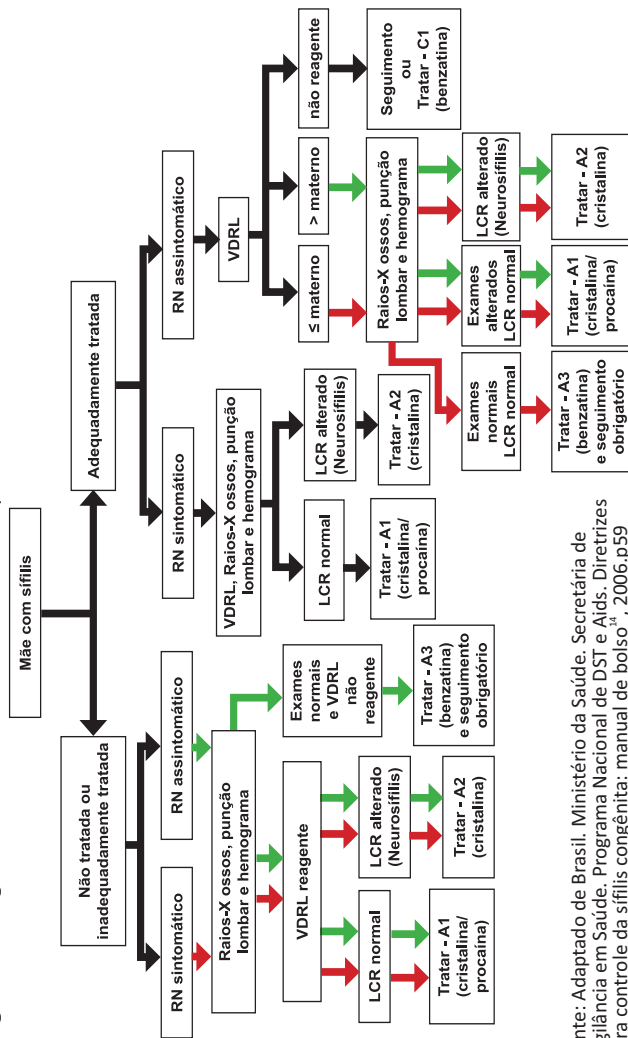 Mãe com sífilis
Não tratada ou
inadequadamente tratada
Adequadamente tratada
RN sintomático
RN assintomático
RN sintomático
RN assintomático
Raios-X ossos, punção
lombar e hemograma
VDRL, Raios-X ossos, punção
lombar e hemograma
VDRL
VDRL reagente
Exames
normais e VDRL
não
reagente
LCR normal
LCR alterado
(Neurosífilis)
≤ materno
> materno
não reagente
LCR normal
LCR alterado
(Neurosífilis)
Tratar - A3
(benzatina)
e seguimento
obrigatório
Tratar - A1
(cristalina/
procaína)
Tratar - A2
(cristalina)
Raios-X ossos, punção
lombar e hemograma
Seguimento
ou
Tratar - C1
(benzatina)
Tratar - A1
(cristalina/
procaína)
Tratar - A2
(cristalina)
Exames normais
LCR normal
Exames
alterados
LCR normal
LCR alterado
(Neurosífilis)
Tratar - A3
(benzatina)
e seguimento
obrigatório
Tratar - A1
(cristalina/
procaína)
Tratar - A2
(cristalina)
nte: Adaptado de Brasil. Ministério da Saúde. Secretária de
gilância em Saúde. Programa Nacional de DST e Aids. Diretrizes
ra controle da sífilis congênita: manual de bolso¹⁴, 2006.p59